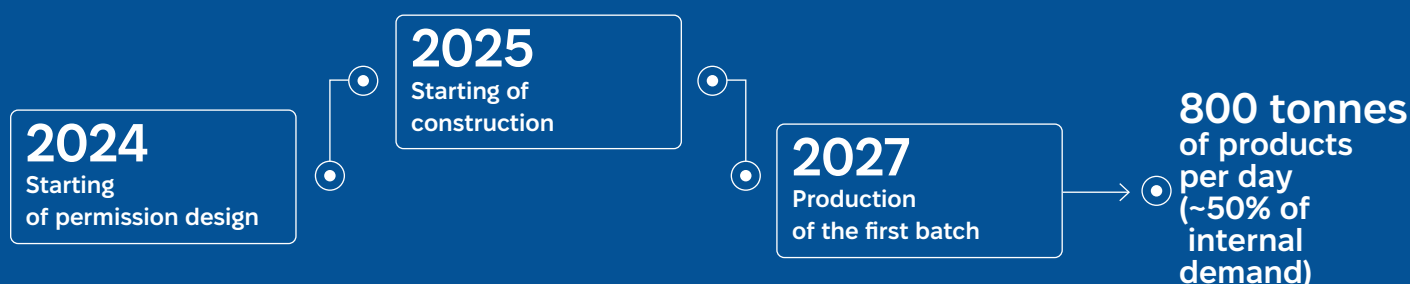 2024
Starting
of permission design
2025
Starting of
construction
2027
Production
of the first batch
800 tonnes
of products
per day
(~50% of
internal
demand)